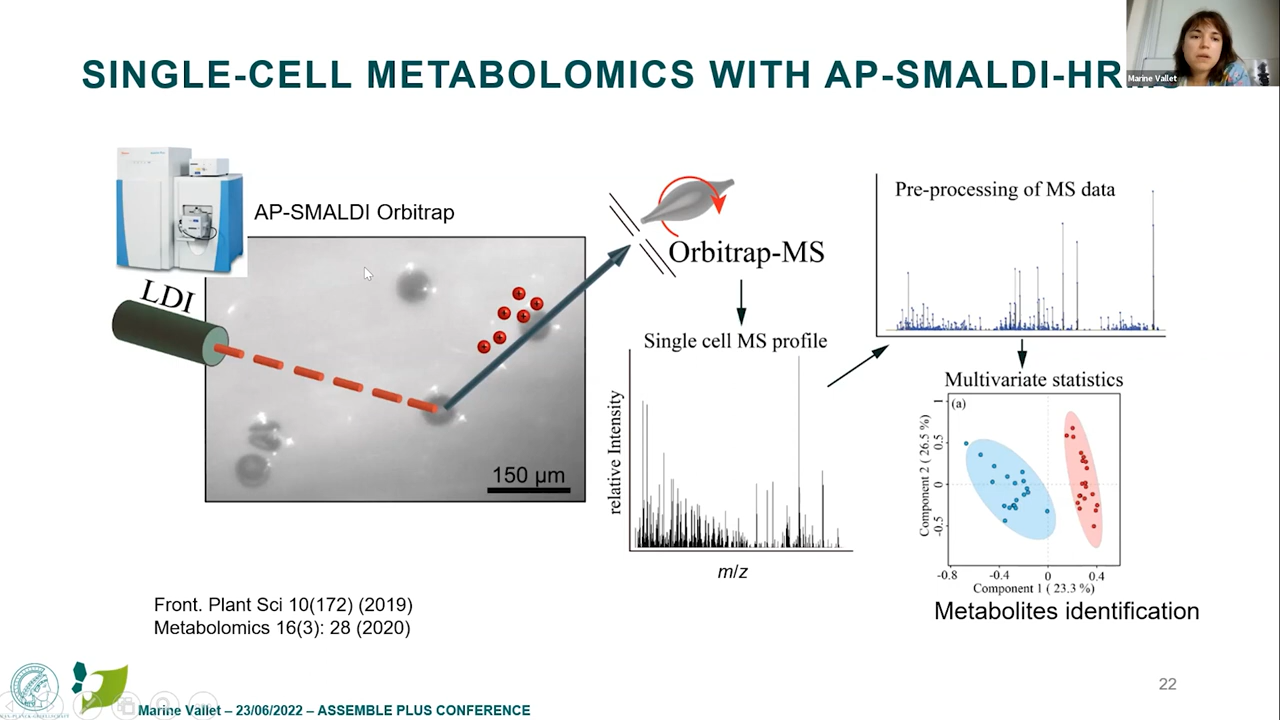 SINGLE-CELL METABOLOMICS WITH AP-SMALDI-HRMS
Marine Vallet
AP-SMALDI Orbitrap
LDI
150 µm
Orbitrap-MS
Single cell MS profile
relative Intensity
m/z
Pre-processing of MS data
Multivariate statistics
(a)
Component 2 ( 26.5 %)
1
0.5
0
-0.5
-0.8 -0.4 0 0.4
Component 1 ( 23.3 %)
Metabolites identification
Front. Plant Sci 10(172) (2019)
Metabolomics 16(3): 28 (2020)
22
Marine Vallet – 23/06/2022 – ASSEMBLE PLUS CONFERENCE